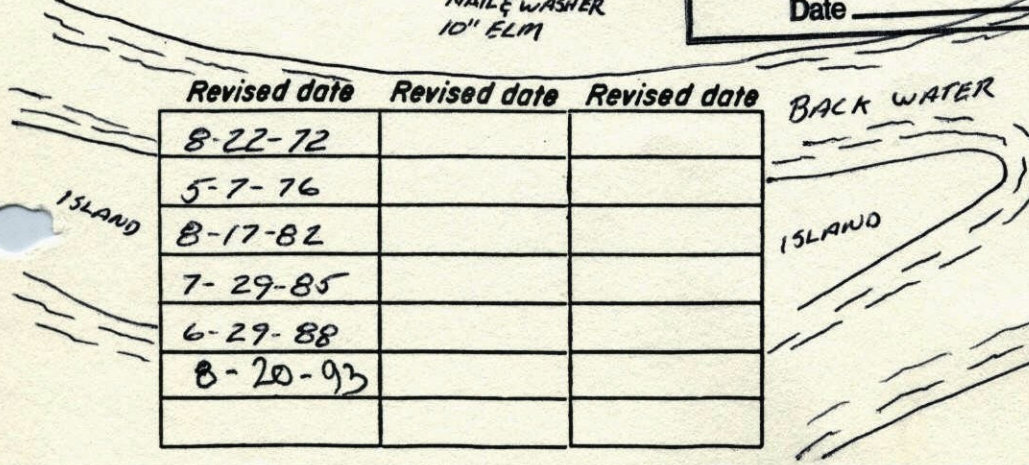 NAIL & WASHER
10" ELM
Date
Revised date Revised date Revised date
BACK WATER
8-22-72
5-7-76
8-17-82
7-29-85
6-29-88
8-20-93
ISLAND
ISLAND